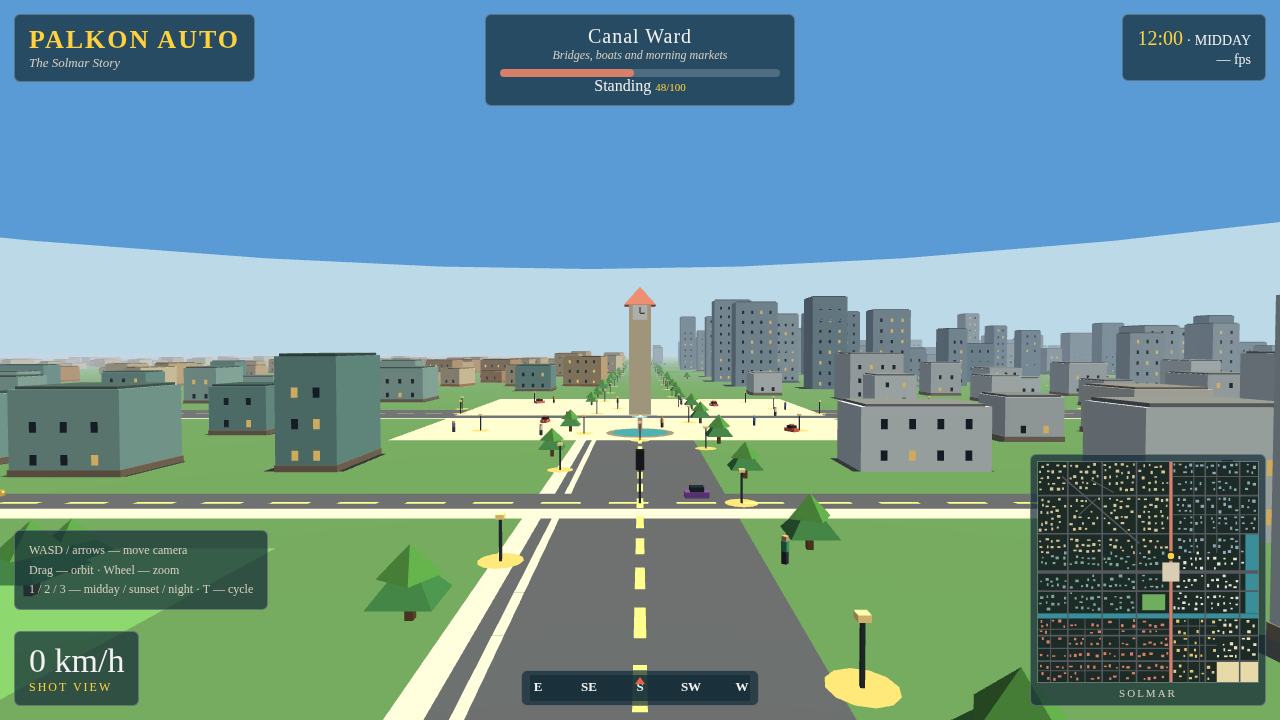 PALKON AUTO
The Solmar Story
Canal Ward
Bridges, boats and morning markets
Standing 48/100
12:00 · MIDDAY
— fps
WASD / arrows — move camera
Drag — orbit · Wheel — zoom
1 / 2 / 3 — midday / sunset / night · T — cycle
0 km/h
SHOT VIEW
E SE S SW W
SOLMAR